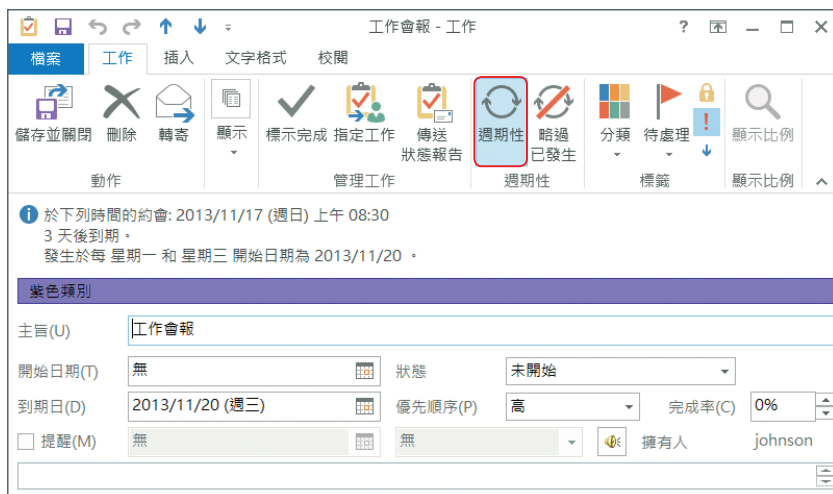 工作會報 - 工作
檔案 工作 插入 文字格式 校閱
儲存並關閉 刪除 轉寄 顯示 標示完成 指定工作 傳送狀態報告 週期性 略過已發生 分類 待處理 顯示比例
動作 管理工作 週期性 標籤 顯示比例
於下列時間的約會: 2013/11/17 (週日) 上午 08:30
3 天後到期。
發生於每 星期一 和 星期三 開始日期為 2013/11/20 。
紫色類別
主旨(U) 工作會報
開始日期(T) 無 狀態 未開始
到期日(D) 2013/11/20 (週三) 優先順序(P) 高 完成率(C) 0%
提醒(M) 無 無 擁有人 johnson